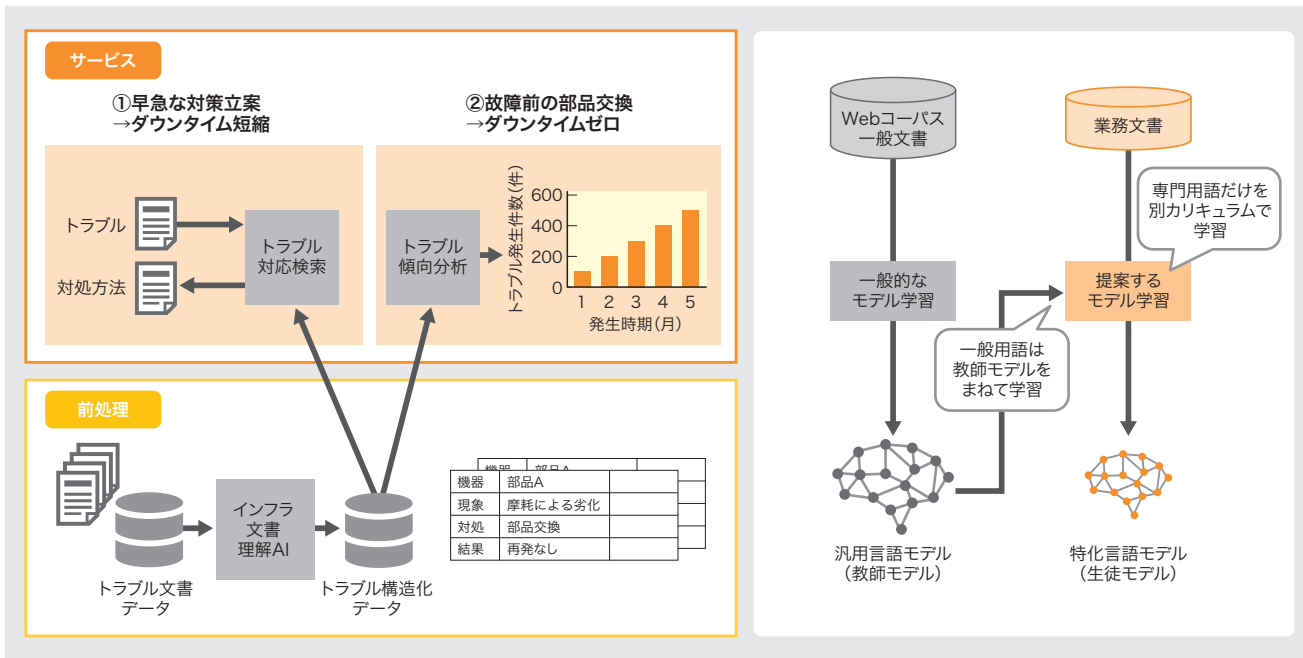 サービス
①早急な対策立案
→ダウンタイム短縮
②故障前の部品交換
→ダウンタイムゼロ
トラブル
対処方法
トラブル
対応検索
トラブル
傾向分析
トラブル発生件数(件)
600
400
200
0
1 2 3 4 5
発生時期(月)
前処理
トラブル文書
データ
インフラ
文書
理解AI
トラブル構造化
データ
機器 部品A
機器 部品A
現象 摩耗による劣化
対処 部品交換
結果 再発なし
Webコーパス
一般文書
業務文書
専門用語だけを
別カリキュラムで
学習
一般的な
モデル学習
提案する
モデル学習
一般用語は
教師モデルを
まねて学習
汎用言語モデル
(教師モデル)
特化言語モデル
(生徒モデル)